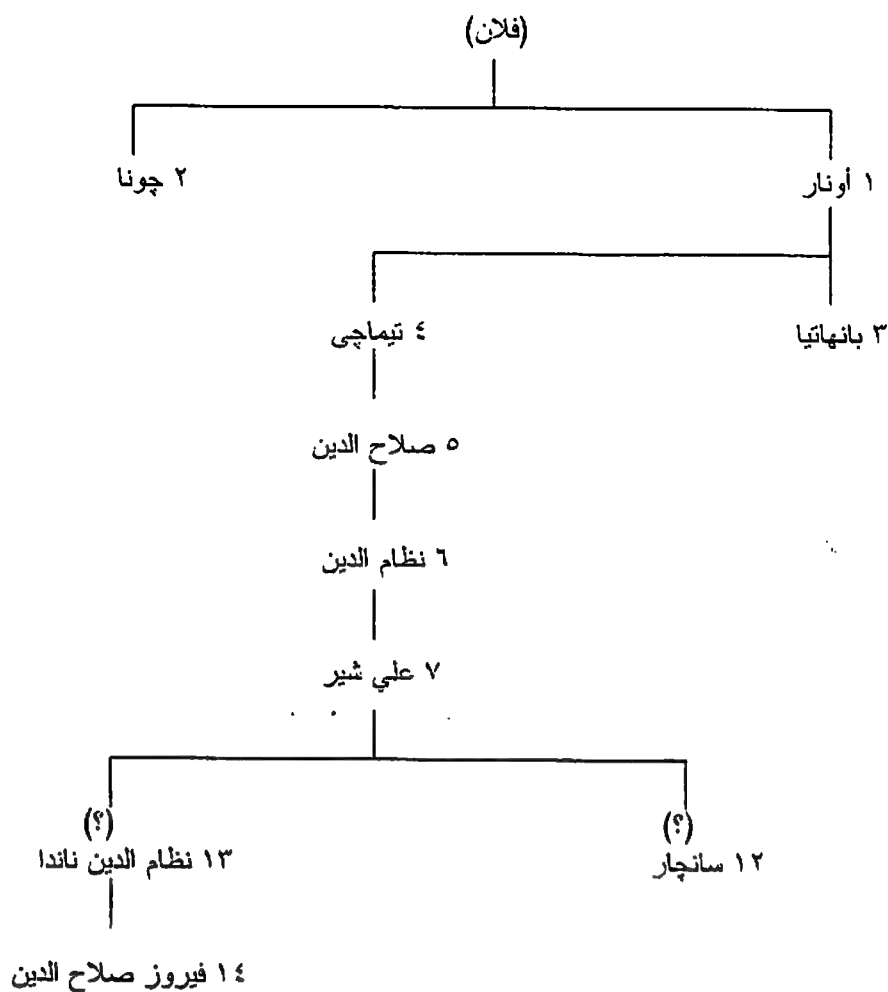 (فلان)
١ أونار
٢ چونا
٣ بانهاتيا
٤ تيماچى
٥ صلاح الدين
٦ نظام الدين
٧ علي شير
(؟)
١٢ سانچار
(؟)
١٣ نظام الدين ناندا
١٤ فيروز صلاح الدين